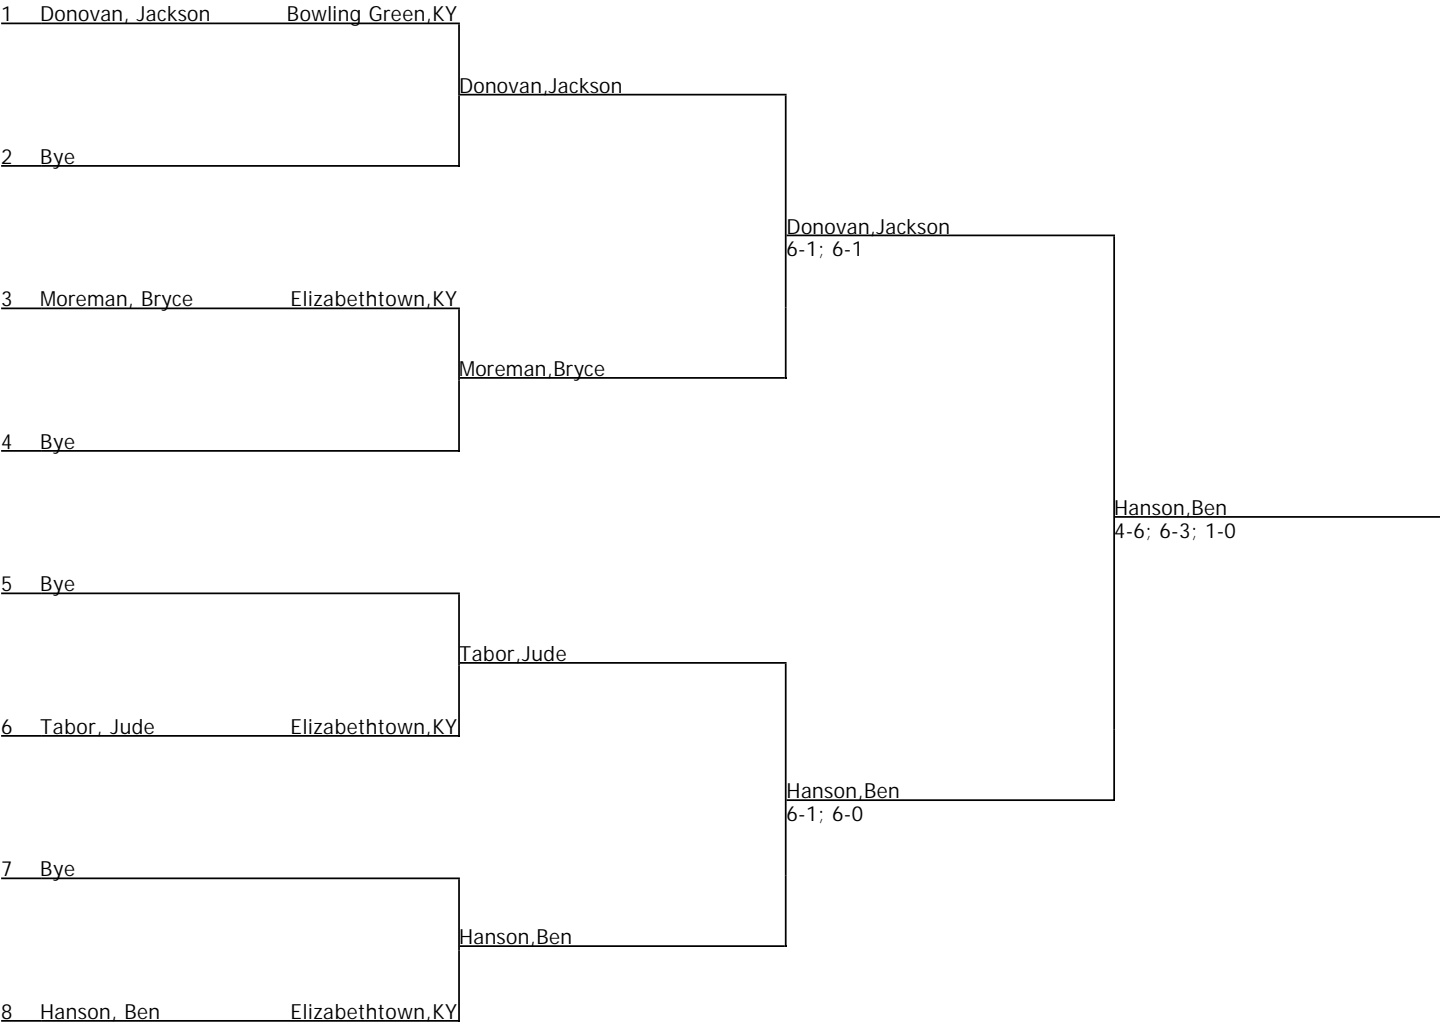 1 Donovan, Jackson Bowling Green,KY
Donovan,Jackson
2 Bye
Donovan,Jackson
6-1; 6-1
3 Moreman, Bryce Elizabethtown,KY
Moreman,Bryce
4 Bye
Hanson,Ben
4-6; 6-3; 1-0
5 Bye
Tabor,Jude
6 Tabor, Jude Elizabethtown,KY
Hanson,Ben
6-1; 6-0
7 Bye
Hanson,Ben
8 Hanson, Ben Elizabethtown,KY